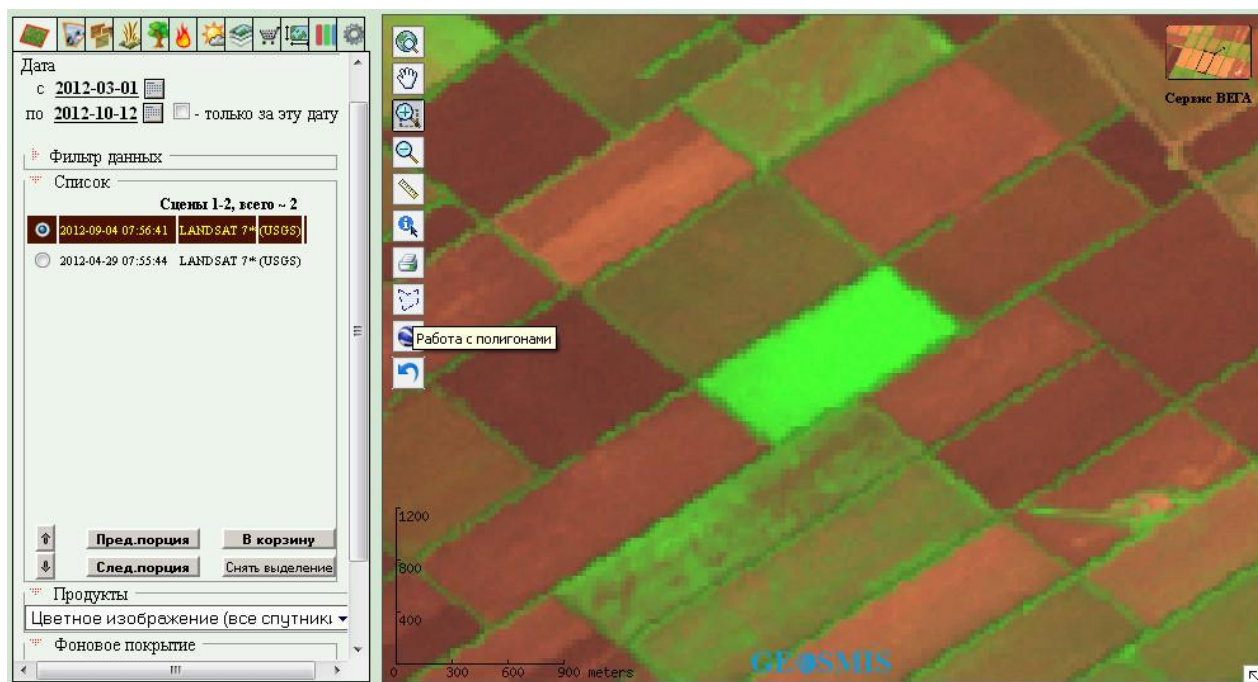 Дата
с 2012-03-01
по 2012-10-12 - только за эту дату
Фильтр данных
Список
Сцены 1-2, всего ~ 2
2012-09-04 07:56:41 LANDSAT 7* (USGS)
2012-04-29 07:55:44 LANDSAT 7* (USGS)
Пред.порция В корзину
След.порция Снять выделение
Продукты
Цветное изображение (все спутники
Фоновое покрытие
Сервис ВЕГА
Работа с полигонами
1200
800
400
0 300 600 900 meters
GEOSMIS